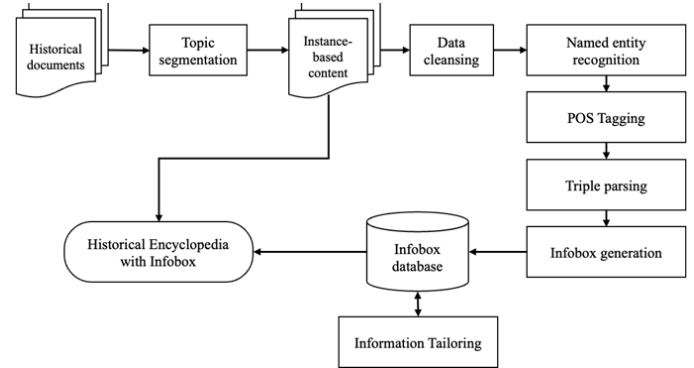 Historical
documents
Topic
segmentation
Instance-
based
content
Data
cleansing
Named entity
recognition
POS Tagging
Triple parsing
Infobox generation
Infobox
database
Historical Encyclopedia
with Infobox
Information Tailoring